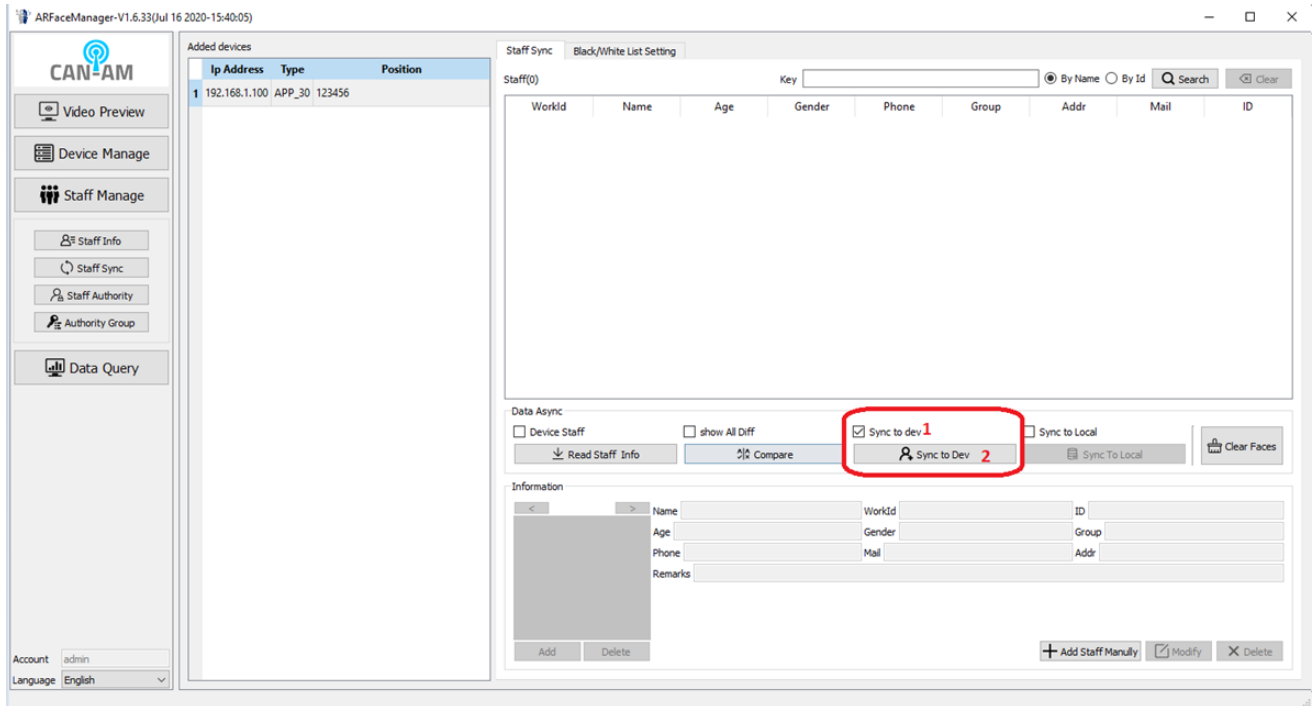 ARFaceManager-V1.6.33(Jul 16 2020-15:40:05)
CAN-AM
Video Preview
Device Manage
Staff Manage
Staff Info
Staff Sync
Staff Authority
Authority Group
Data Query
Account admin
Language English
Added devices
Ip Address Type Position
1 192.168.1.100 APP_30 123456
Staff Sync Black/White List Setting
Staff(0) Key By Name By Id Search Clear
WorkId Name Age Gender Phone Group Addr Mail ID
Data Async
Device Staff show All Diff Sync to dev 1 Sync to Local
Read Staff Info Compare Sync to Dev 2 Sync To Local Clear Faces
Information
< > Name WorkId ID
Age Gender Group
Phone Mail Addr
Remarks
Add Delete Add Staff Manully Modify Delete